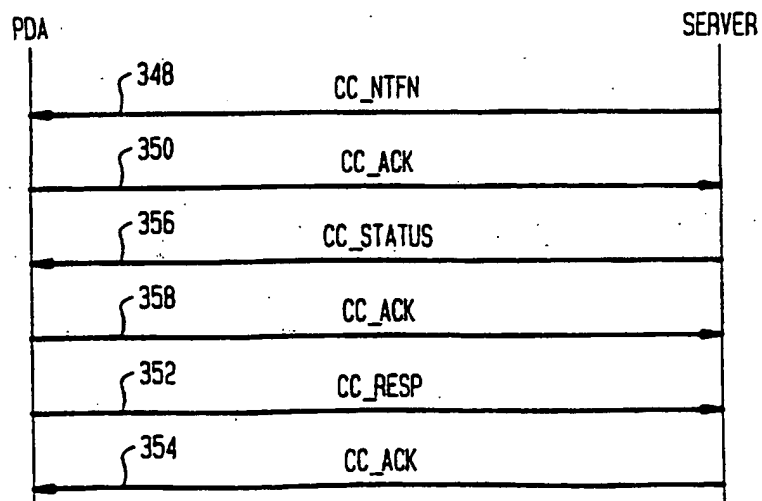 PDA
SERVER
348
CC_NTFN
350
CC_ACK
356
CC_STATUS
358
CC_ACK
352
CC_RESP
354
CC_ACK